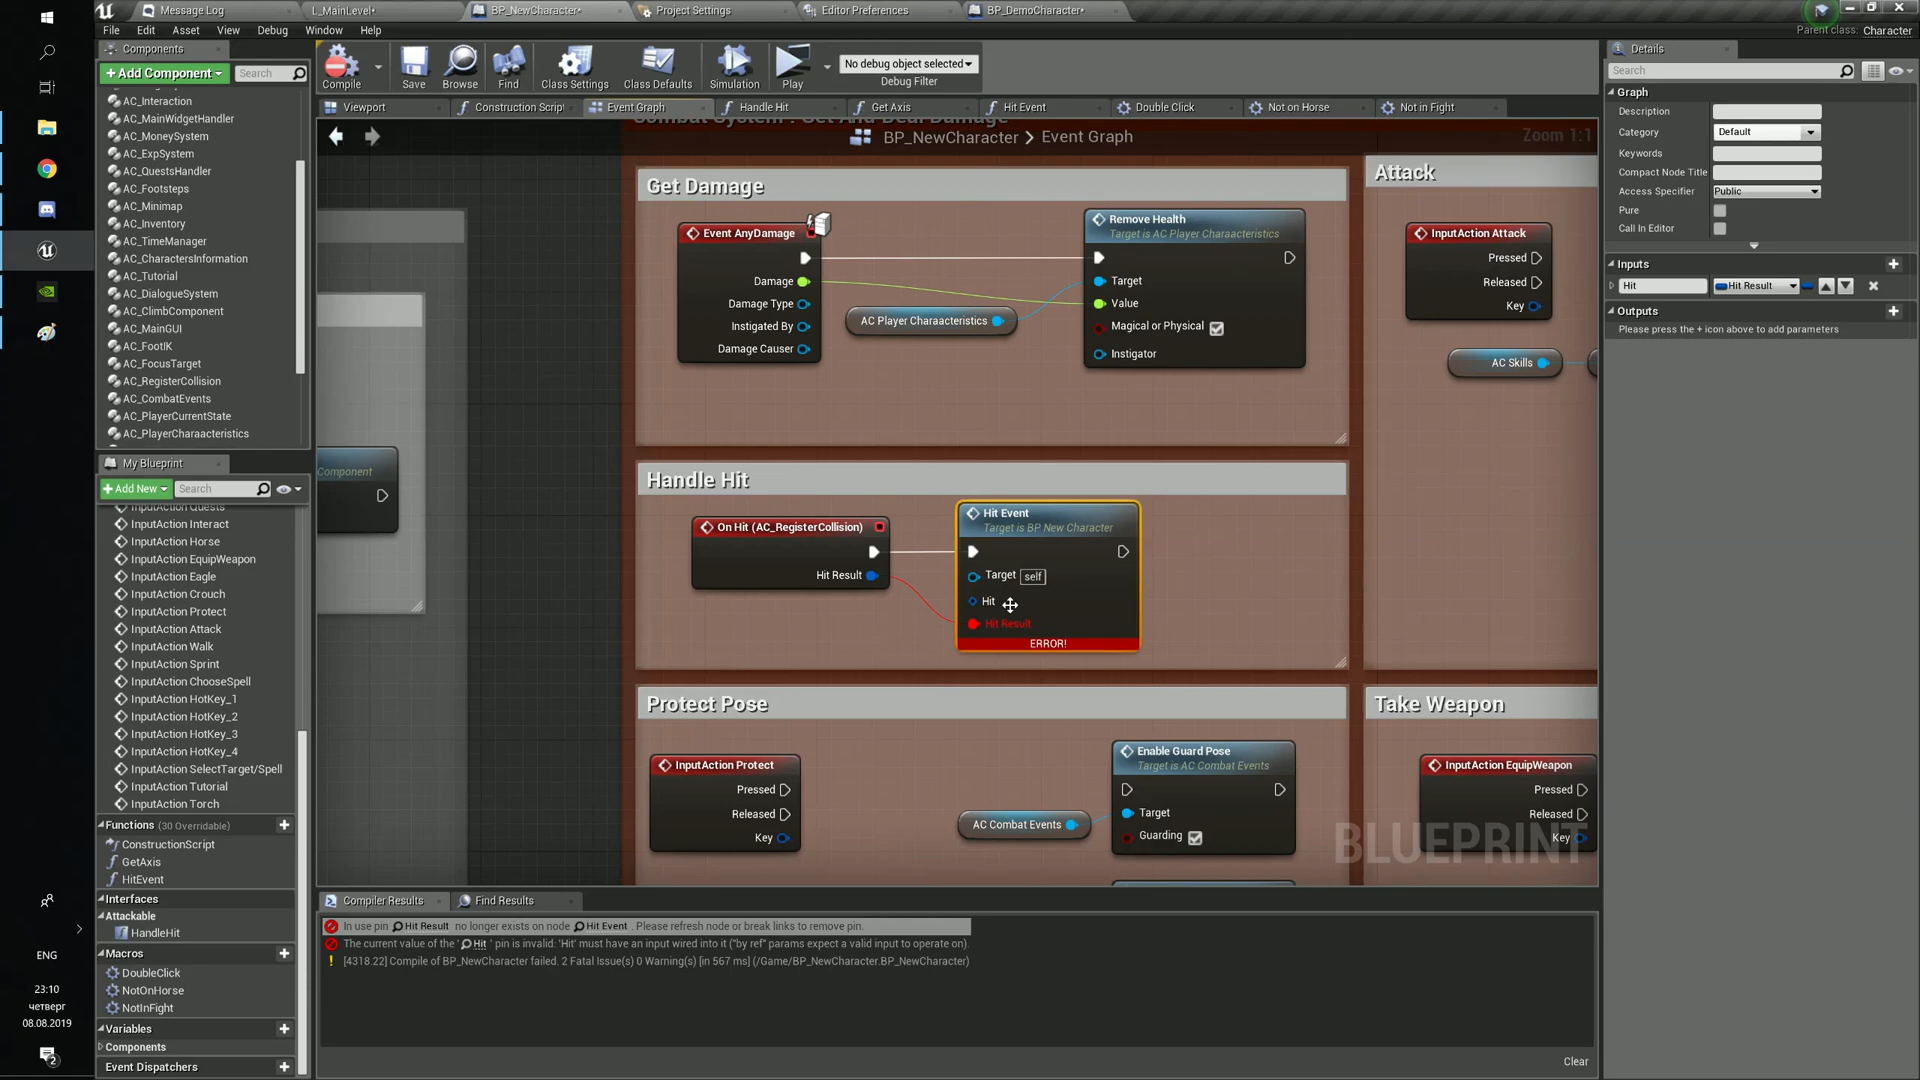 Message Log
L_MainLevel•
BP_NewCharacter•
Project Settings
Editor Preferences
BP_DemoCharacter•
File Edit Asset View Debug Window Help
Parent class: Character
Components
+Add Component
Search
AC_Interaction
AC_MainWidgetHandler
AC_MoneySystem
AC_ExpSystem
AC_QuestsHandler
AC_Footsteps
AC_Minimap
AC_Inventory
AC_TimeManager
AC_CharactersInformation
AC_Tutorial
AC_DialogueSystem
AC_ClimbComponent
AC_MainGUI
AC_FootIK
AC_FocusTarget
AC_RegisterCollision
AC_CombatEvents
AC_PlayerCurrentState
AC_PlayerCharaacteristics
My Blueprint
+Add New
Search
InputAction Quests
InputAction Interact
InputAction Horse
InputAction EquipWeapon
InputAction Eagle
InputAction Crouch
InputAction Protect
InputAction Attack
InputAction Walk
InputAction Sprint
InputAction ChooseSpell
InputAction HotKey_1
InputAction HotKey_2
InputAction HotKey_3
InputAction HotKey_4
InputAction SelectTarget/Spell
InputAction Tutorial
InputAction Torch
Functions (30 Overridable)
ConstructionScript
GetAxis
HitEvent
Interfaces
Attackable
HandleHit
Macros
DoubleClick
NotOnHorse
NotInFight
Variables
Components
Event Dispatchers
Compile
Save
Browse
Find
Class Settings
Class Defaults
Simulation
Play
No debug object selected
Debug Filter
Viewport
Construction Scrip
Event Graph
Handle Hit
Get Axis
Hit Event
Double Click
Not on Horse
Not in Fight
Combat System : Get And Deal Damage
BP_NewCharacter > Event Graph
Zoom 1:1
Component
Get Damage
Event AnyDamage
Damage
Damage Type
Instigated By
Damage Causer
AC Player Charaacteristics
Remove Health
Target is AC Player Charaacteristics
Target
Value
Magical or Physical
Instigator
Attack
InputAction Attack
Pressed
Released
Key
AC Skills
Handle Hit
On Hit (AC_RegisterCollision)
Hit Result
Hit Event
Target is BP New Character
Target self
Hit
Hit Result
ERROR!
Protect Pose
InputAction Protect
Pressed
Released
Key
AC Combat Events
Enable Guard Pose
Target is AC Combat Events
Target
Guarding
Take Weapon
InputAction EquipWeapon
Pressed
Released
Key
BLUEPRINT
Compiler Results
Find Results
In use pin Hit Result no longer exists on node Hit Event . Please refresh node or break links to remove pin.
The current value of the ' Hit ' pin is invalid: 'Hit' must have an input wired into it ("by ref" params expect a valid input to operate on).
[4318.22] Compile of BP_NewCharacter failed. 2 Fatal Issue(s) 0 Warning(s) [in 567 ms] (/Game/BP_NewCharacter.BP_NewCharacter)
Clear
Details
Search
Graph
Description
Category Default
Keywords
Compact Node Title
Access Specifier Public
Pure
Call In Editor
Inputs
Hit
Hit Result
Outputs
Please press the + icon above to add parameters
ENG
23:10
четверг
08.08.2019
2